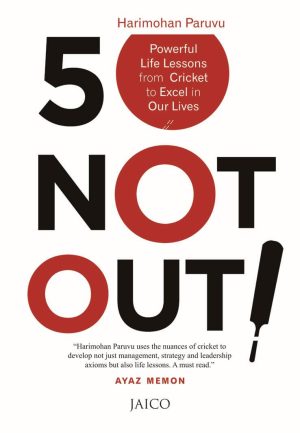 Harimohan Paruvu
50
Powerful
Life Lessons
from Cricket
to Excel in
Our Lives
NOT
OUT!
“Harimohan Paruvu uses the nuances of cricket to
develop not just management, strategy and leadership
axioms but also life lessons. A must read.”
AYAZ MEMON
JAICO